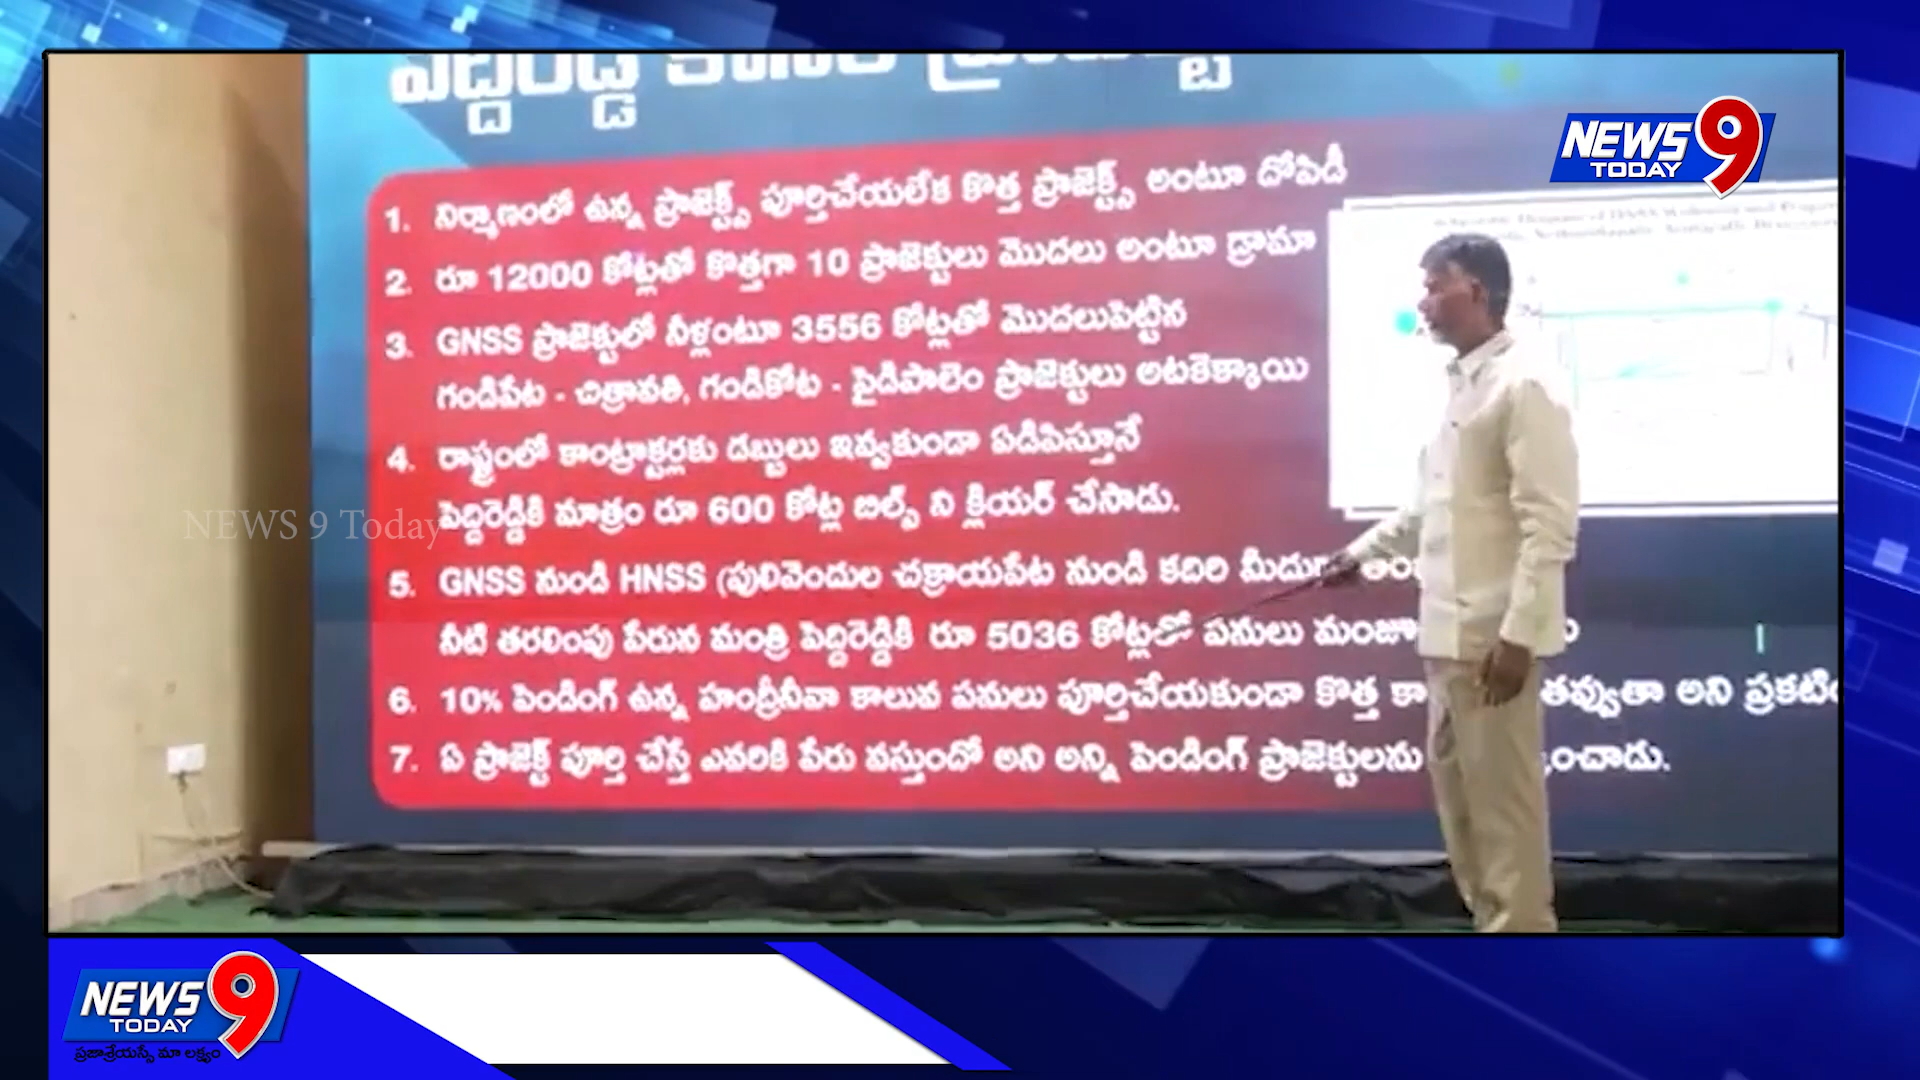 పెద్దిరెడ్డి
NEWS 9
TODAY
1. నిర్మాణంలో ఉన్న ప్రాజెక్ట్స్ పూర్తిచేయలేక కొత్త ప్రాజెక్ట్స్ అంటూ దోపిడీ
2. రూ 12000 కోట్లతో కొత్తగా 10 ప్రాజెక్టులు మొదలు అంటూ డ్రామా
3. GNSS ప్రాజెక్టులో నీళ్లంటూ 3556 కోట్లతో మొదలుపెట్టిన
గండిపేట - చిత్రావతి, గండికోట - పైడిపాలెం ప్రాజెక్టులు అటకెక్కాయి
4. రాష్ట్రంలో కాంట్రాక్టర్లకు డబ్బులు ఇవ్వకుండా ఏడిపిస్తూనే
పెద్దిరెడ్డికి మాత్రం రూ 600 కోట్ల బిల్స్ ని క్లియర్ చేసాడు.
NEWS 9 Today
5. GNSS నుండి HNSS (పులివెందుల చక్రాయపేట నుండి కదిరి మీదుగా
నీటి తరలింపు పేరున మంత్రి పెద్దిరెడ్డికి రూ 5036 కోట్లతో పనులు
6. 10% పెండింగ్ ఉన్న హంద్రీనీవా కాలువ పనులు పూర్తిచేయకుండా కొత్త కా తవ్వుతా అని ప్రకటిం
7. ఏ ప్రాజెక్ట్ పూర్తి చేస్తే ఎవరికి పేరు వస్తుందో అని అన్ని పెండింగ్ ప్రాజెక్టులను ించాడు.
NEWS 9
TODAY
ప్రజాశ్రేయస్సే మా లక్ష్యం